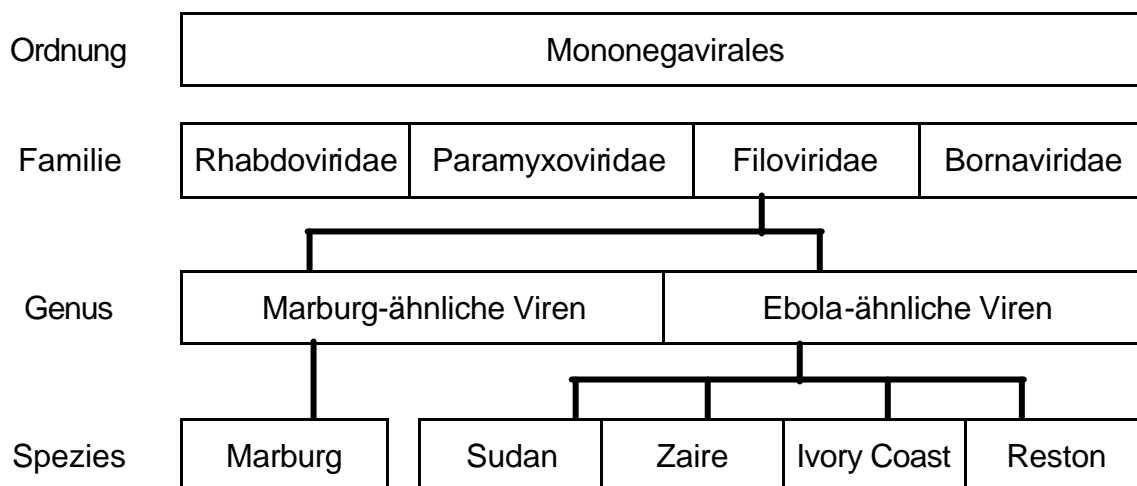 Ordnung Mononegavirales
Familie Rhabdoviridae Paramyxoviridae Filoviridae Bornaviridae
Genus Marburg-ähnliche Viren Ebola-ähnliche Viren
Spezies Marburg Sudan Zaire Ivory Coast Reston